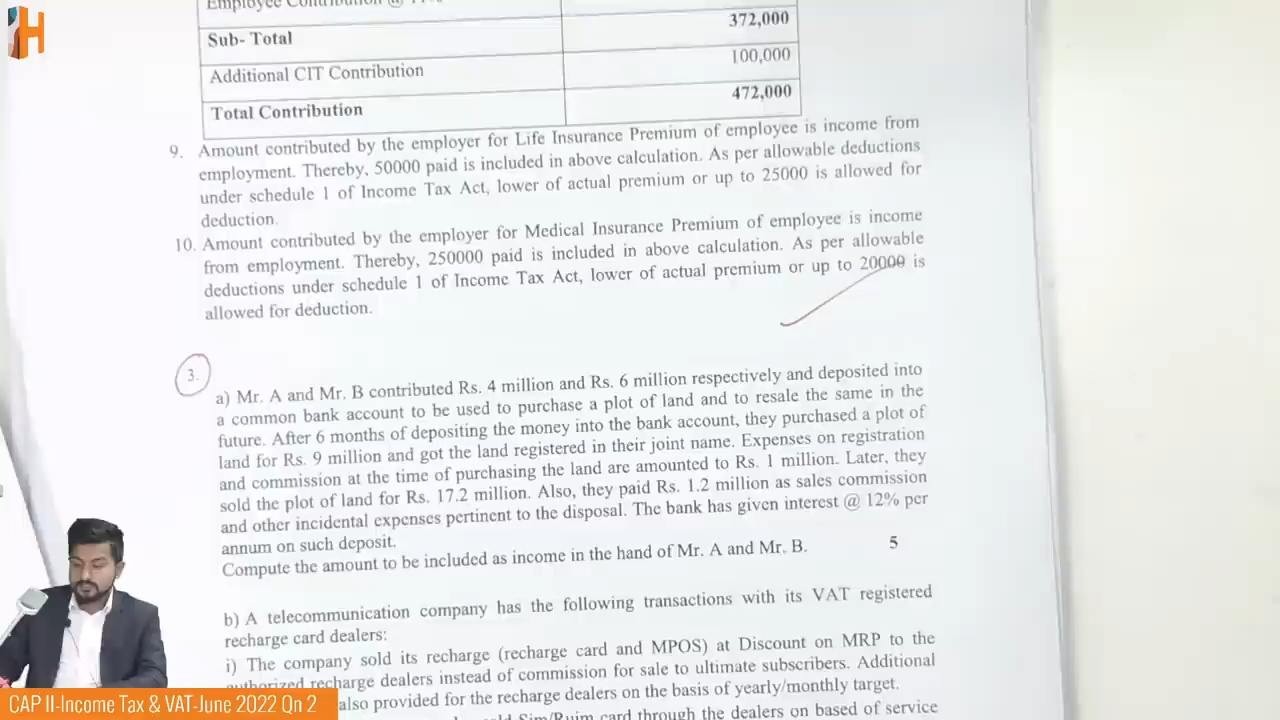 H
Employee Contribution @
Sub- Total 372,000
Additional CIT Contribution 100,000
Total Contribution 472,000
9. Amount contributed by the employer for Life Insurance Premium of employee is income from
employment. Thereby, 50000 paid is included in above calculation. As per allowable deductions
under schedule 1 of Income Tax Act, lower of actual premium or up to 25000 is allowed for
deduction.
10. Amount contributed by the employer for Medical Insurance Premium of employee is income
from employment. Thereby, 250000 paid is included in above calculation. As per allowable
deductions under schedule 1 of Income Tax Act, lower of actual premium or up to 20000 is
allowed for deduction.
3.
a) Mr. A and Mr. B contributed Rs. 4 million and Rs. 6 million respectively and deposited into
a common bank account to be used to purchase a plot of land and to resale the same in the
future. After 6 months of depositing the money into the bank account, they purchased a plot of
land for Rs. 9 million and got the land registered in their joint name. Expenses on registration
and commission at the time of purchasing the land are amounted to Rs. 1 million. Later, they
sold the plot of land for Rs. 17.2 million. Also, they paid Rs. 1.2 million as sales commission
and other incidental expenses pertinent to the disposal. The bank has given interest @ 12% per
annum on such deposit.
Compute the amount to be included as income in the hand of Mr. A and Mr. B. 5
b) A telecommunication company has the following transactions with its VAT registered
recharge card dealers:
i) The company sold its recharge (recharge card and MPOS) at Discount on MRP to the
authorized recharge dealers instead of commission for sale to ultimate subscribers. Additional
also provided for the recharge dealers on the basis of yearly/monthly target.
Sim/Ruim card through the dealers on based of service
CAP II-Income Tax & VAT-June 2022 Qn 2